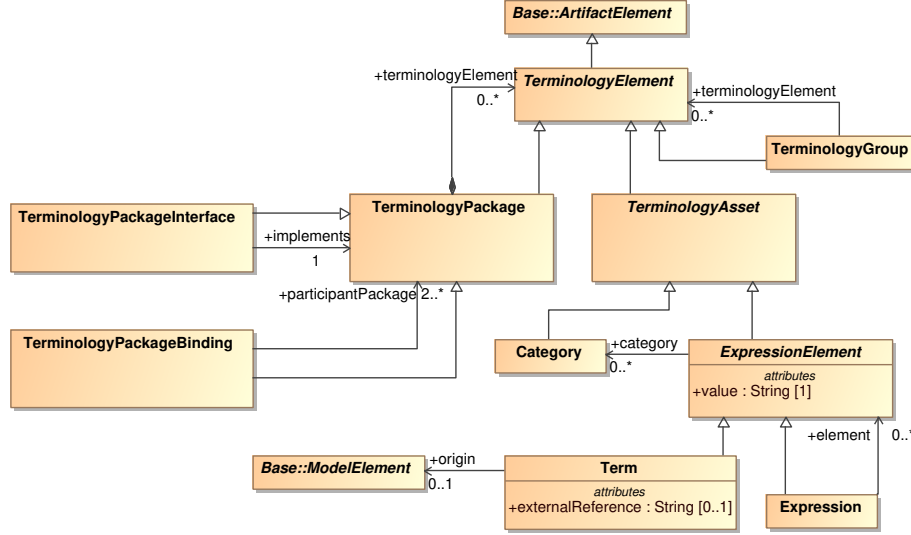 Base::ArtifactElement
+terminologyElement
0..*
TerminologyElement
+terminologyElement
0..*
TerminologyGroup
TerminologyPackageInterface
+implements
1
TerminologyPackage
TerminologyAsset
+participantPackage 2..*
TerminologyPackageBinding
Category
+category
0..*
ExpressionElement
attributes
+value : String [1]
+element
0..*
Base::ModelElement
+origin
0..1
Term
attributes
+externalReference : String [0..1]
Expression